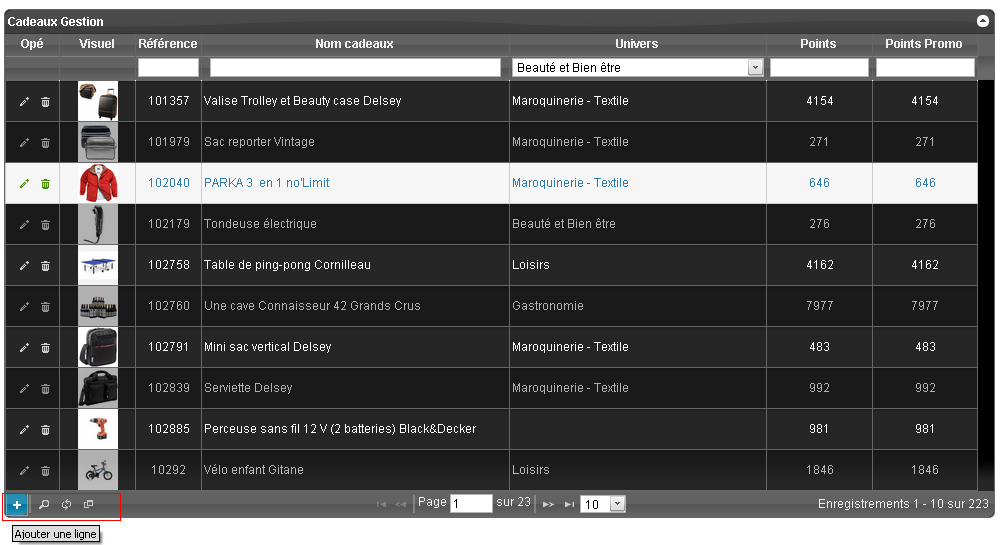 Cadeaux Gestion
Opé Visuel Référence Nom cadeaux Univers Points Points Promo
Beauté et Bien être
101357 Valise Trolley et Beauty case Delsey Maroquinerie - Textile 4154 4154
101979 Sac reporter Vintage Maroquinerie - Textile 271 271
102040 PARKA 3 en 1 no'Limit Maroquinerie - Textile 646 646
102179 Tondeuse électrique Beauté et Bien être 276 276
102758 Table de ping-pong Cornilleau Loisirs 4162 4162
102760 Une cave Connaisseur 42 Grands Crus Gastronomie 7977 7977
102791 Mini sac vertical Delsey Maroquinerie - Textile 483 483
102839 Serviette Delsey Maroquinerie - Textile 992 992
102885 Perceuse sans fil 12 V (2 batteries) Black&Decker 981 981
10292 Vélo enfant Gitane Loisirs 1846 1846
Page 1 sur 23 10 Enregistrements 1 - 10 sur 223
Ajouter une ligne